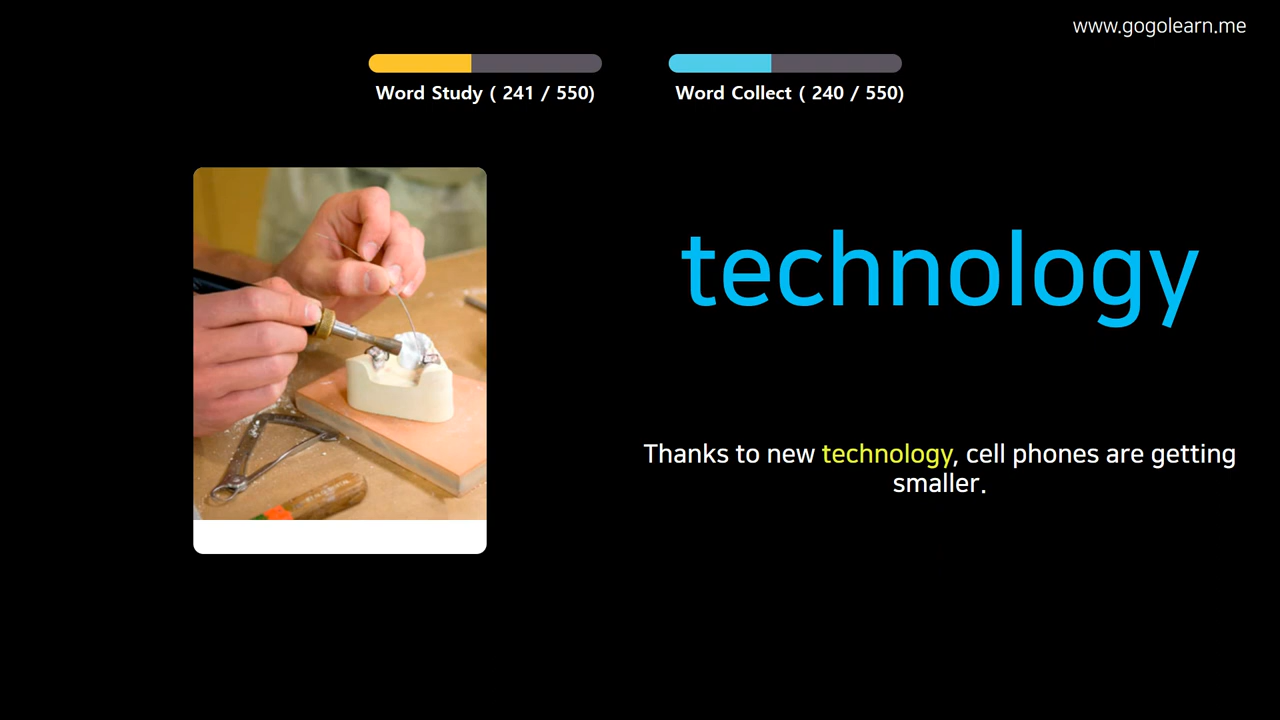 www.gogolearn.me
Word Study ( 241 / 550)
Word Collect ( 240 / 550)
technology
Thanks to new technology, cell phones are getting
smaller.